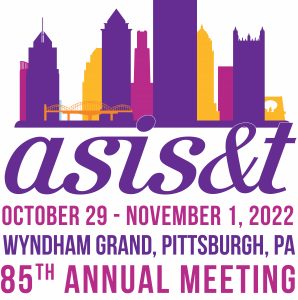 asis&t
OCTOBER 29 - NOVEMBER 1, 2022
WYNDHAM GRAND, PITTSBURGH, PA
85TH ANNUAL MEETING